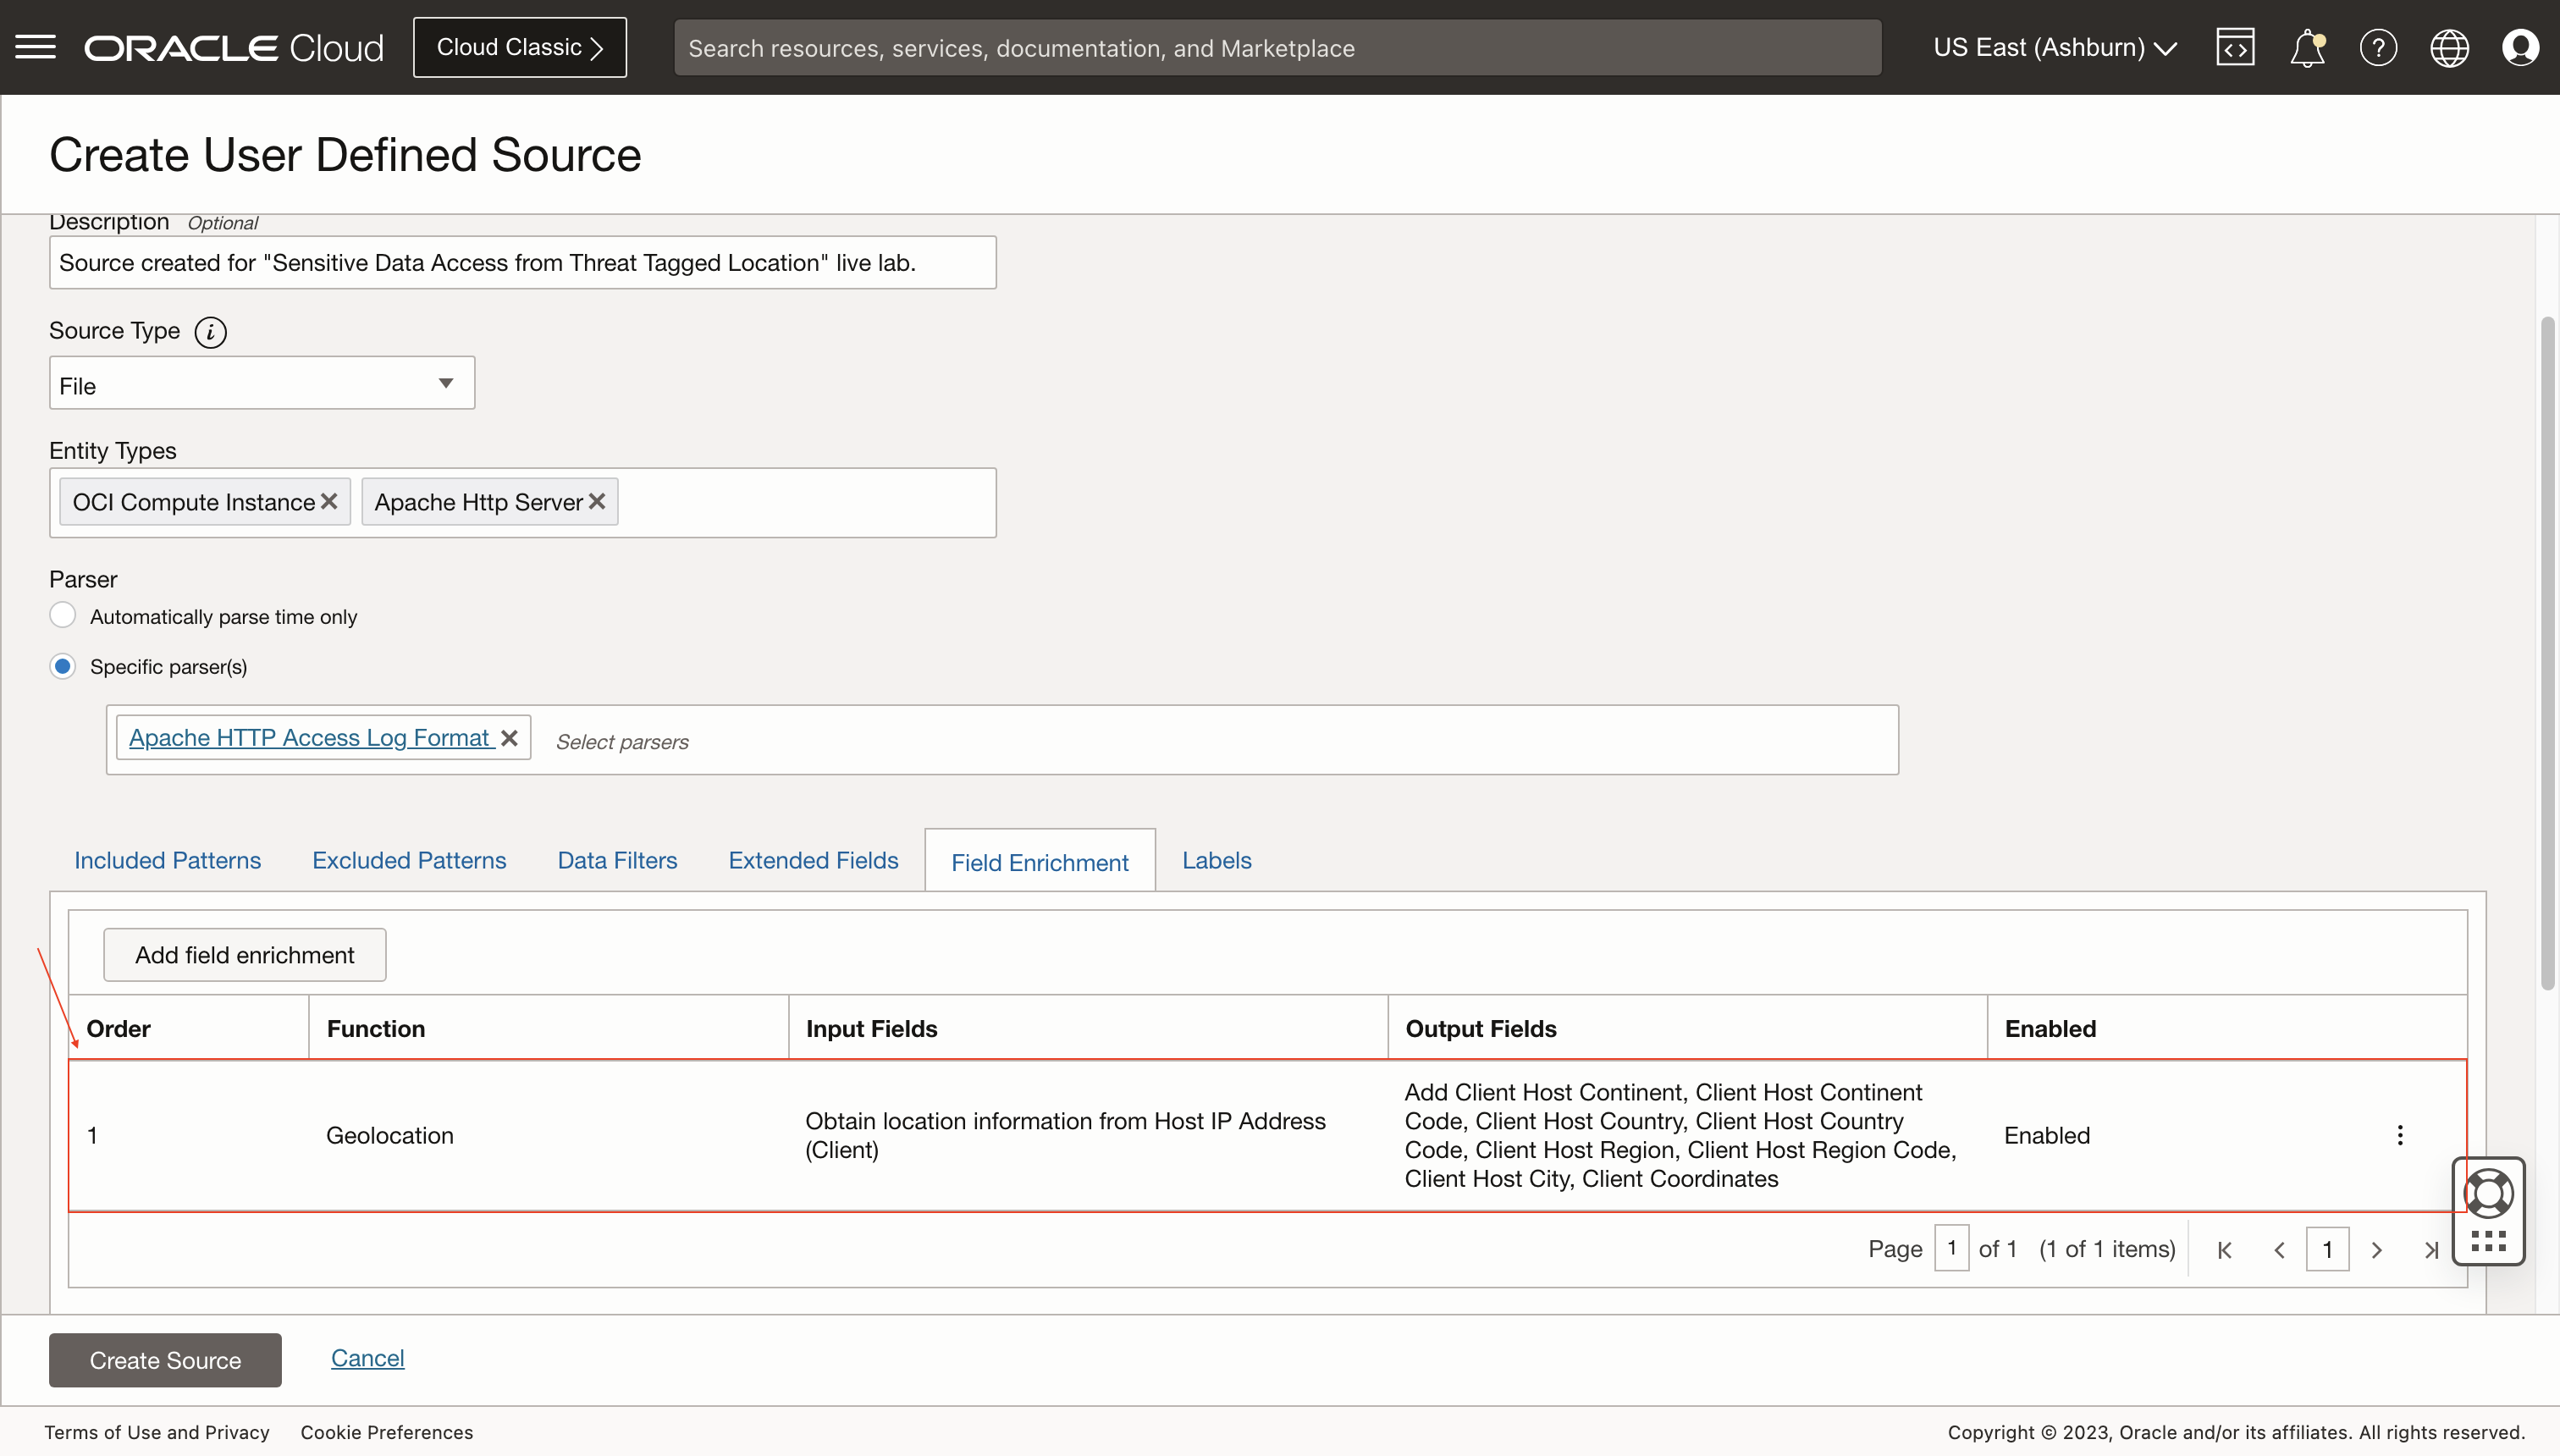 ORACLE Cloud
Cloud Classic
Search resources, services, documentation, and Marketplace
US East (Ashburn)
Create User Defined Source
Description Optional
Source created for "Sensitive Data Access from Threat Tagged Location" live lab.
Source Type
File
Entity Types
OCI Compute Instance
Apache Http Server
Parser
Automatically parse time only
Specific parser(s)
Apache HTTP Access Log Format
Select parsers
Included Patterns
Excluded Patterns
Data Filters
Extended Fields
Field Enrichment
Labels
Add field enrichment
Order
Function
Input Fields
Output Fields
Enabled
1
Geolocation
Obtain location information from Host IP Address
(Client)
Add Client Host Continent, Client Host Continent
Code, Client Host Country, Client Host Country
Code, Client Host Region, Client Host Region Code,
Client Host City, Client Coordinates
Enabled
Page 1 of 1 (1 of 1 items)
1
Create Source
Cancel
Terms of Use and Privacy
Cookie Preferences
Copyright © 2023, Oracle and/or its affiliates. All rights reserved.